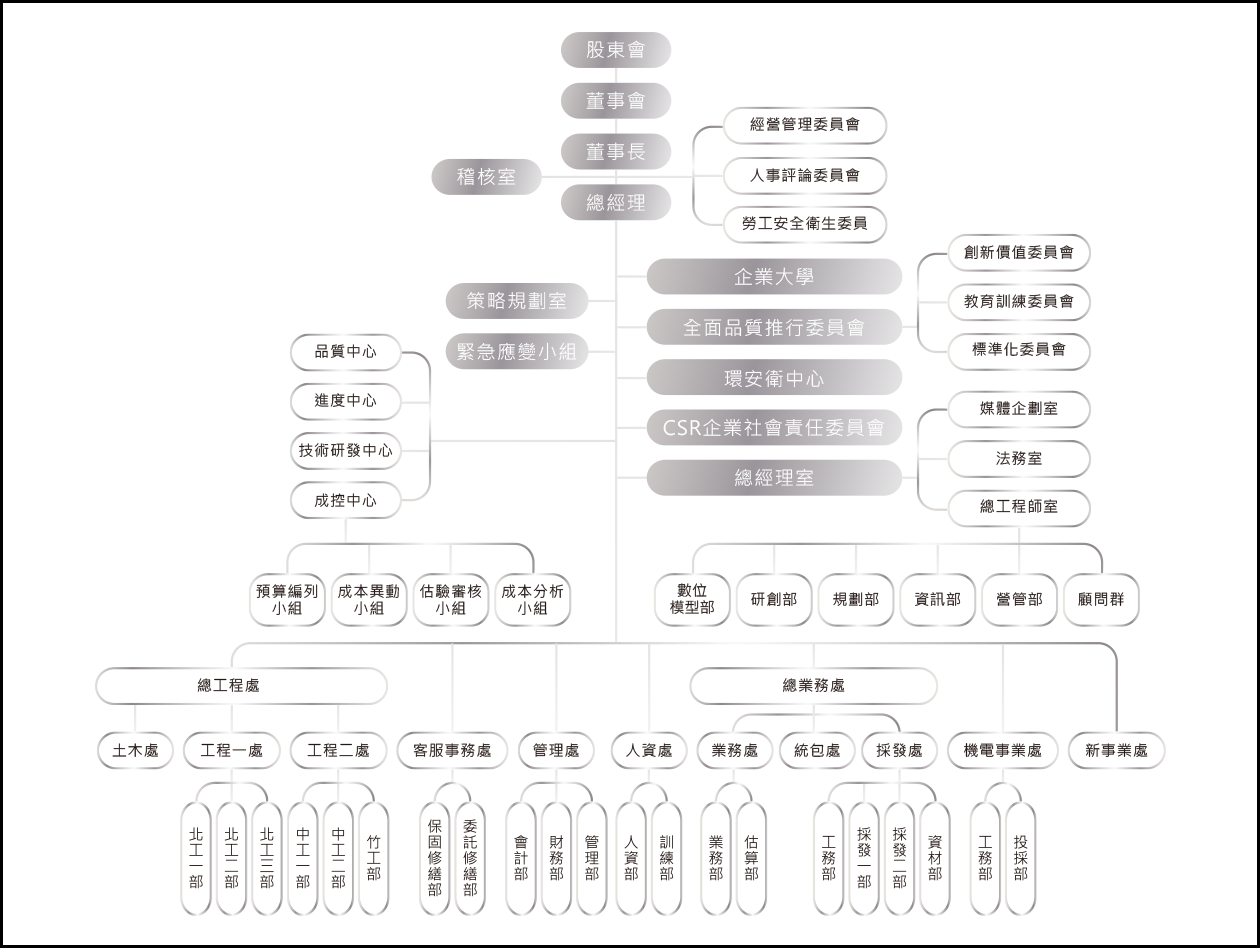 股東會
董事會
董事長
稽核室
總經理
經營管理委員會
人事評論委員會
勞工安全衛生委員
企業大學
策略規劃室
全面品質推行委員會
緊急應變小組
環安衛中心
CSR企業社會責任委員會
總經理室
創新價值委員會
教育訓練委員會
標準化委員會
媒體企劃室
法務室
總工程師室
品質中心
進度中心
技術研發中心
成控中心
預算編列
小組
成本異動
小組
估驗審核
小組
成本分析
小組
數位
模型部
研創部
規劃部
資訊部
營管部
顧問群
總工程處
總業務處
土木處
工程一處
工程二處
客服事務處
管理處
人資處
業務處
統包處
採發處
機電事業處
新事業處
北工一部
北工二部
北工三部
中工一部
中工二部
竹工部
保固修繕部
委託修繕部
會計部
財務部
管理部
人資部
訓練部
業務部
估算部
工務部
採發一部
採發二部
資材部
工務部
投採部